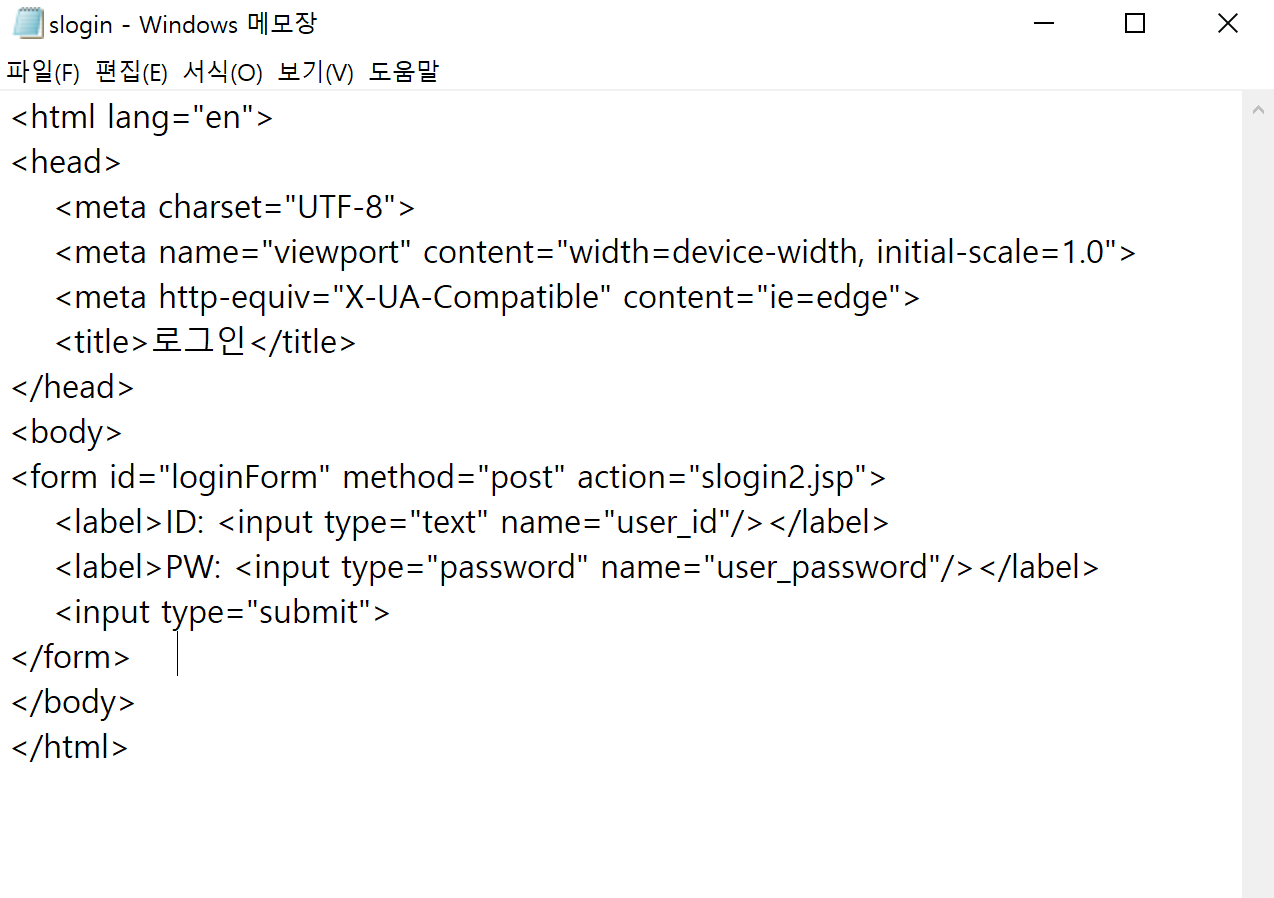 slogin - Windows 메모장
파일(F) 편집(E) 서식(O) 보기(V) 도움말
<html lang="en">
<head>
    <meta charset="UTF-8">
    <meta name="viewport" content="width=device-width, initial-scale=1.0">
    <meta http-equiv="X-UA-Compatible" content="ie=edge">
    <title>로그인</title>
</head>
<body>
<form id="loginForm" method="post" action="slogin2.jsp">
    <label>ID: <input type="text" name="user_id"/></label>
    <label>PW: <input type="password" name="user_password"/></label>
    <input type="submit">
</form>
</body>
</html>